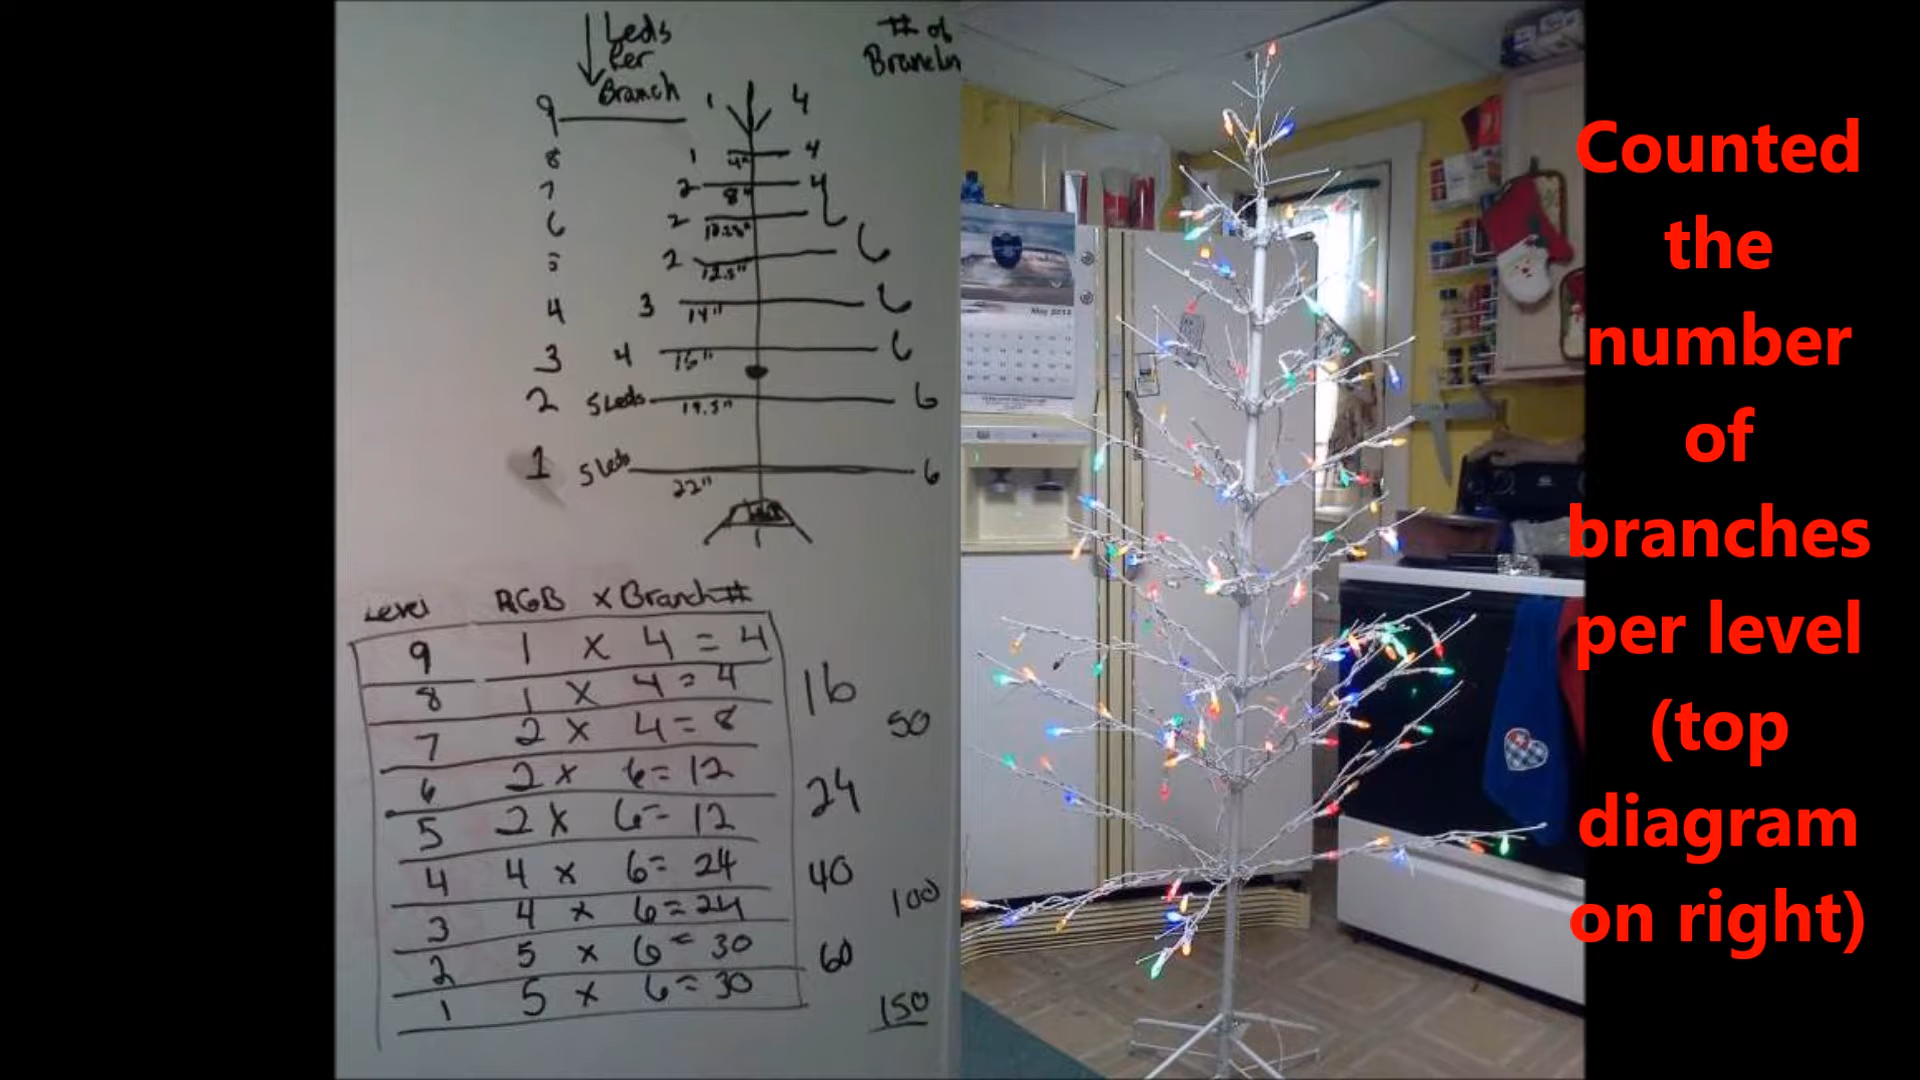 Leds
Per
Branch
# of
9 1 4
8 1 4" 4
7 2 8" 4
6 2 6
5 2 12.5" 6
4 3 14" 6
3 4 15" 6
2 5 Leds 19.5" 6
1 5 Leds 22" 6
Level RGB x Branch #
9 1 x 4 = 4
8 1 x 4 = 4
7 2 x 4 = 8
16
50
6 2 x 6 = 12
5 2 x 6 = 12
24
4 4 x 6 = 24
40
3 4 x 6 = 24
100
2 5 x 6 = 30
60
1 5 x 6 = 30
150
May 2013
Counted
the
number
of
branches
per level
(top
diagram
on right)